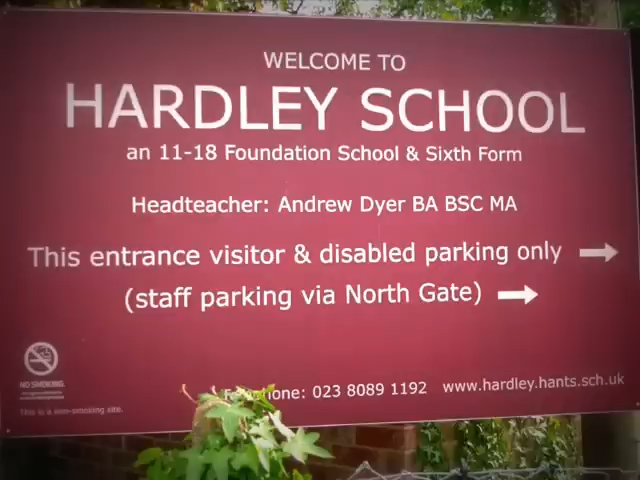 WELCOME TO
HARDLEY SCHOOL
an 11-18 Foundation School & Sixth Form
Headteacher: Andrew Dyer BA BSC MA
This entrance visitor & disabled parking only
(staff parking via North Gate)
NO SMOKING
This is a non-smoking site.
Telephone: 023 8089 1192 www.hardley.hants.sch.uk